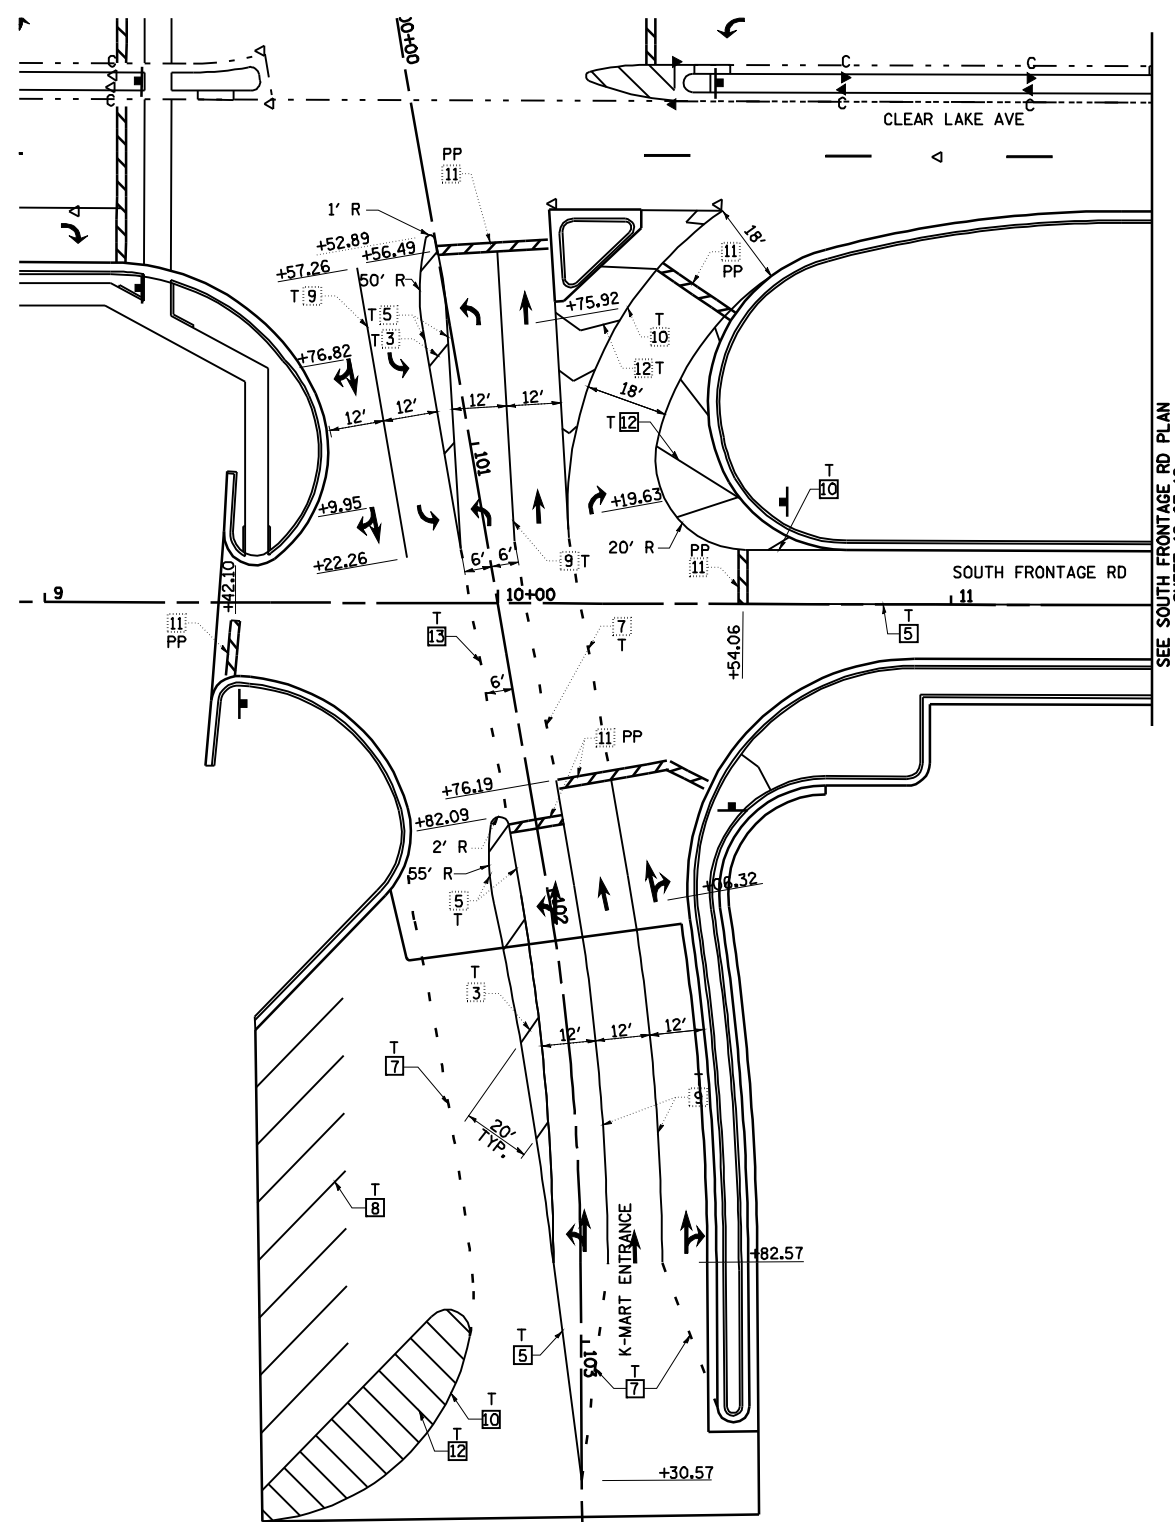 00+00
C
C
C
C
C
C
CLEAR LAKE AVE
PP
11
1' R
+52.89
+56.49
+57.26
50' R
T 9
T 5
T 3
18'
11
PP
+75.92
T
10
12 T
+76.82
12'
12'
12'
12'
18'
T 12
101
T
10
+9.95
+19.63
+22.26
6'
6'
9 T
20' R
PP
11
SOUTH FRONTAGE RD
SEE SOUTH FRONTAGE RD PLAN
9
10+00
11
+42.10
11
PP
T
13
7
T
+54.06
T
5
6'
11 PP
+76.19
+82.09
2' R
55' R
5
T
102
+06.32
T
3
12'
12'
12'
T
7
T
9
20'
TYP.
T
8
K-MART ENTRANCE
+82.57
T
5
103
T
7
T
10
T
12
+30.57